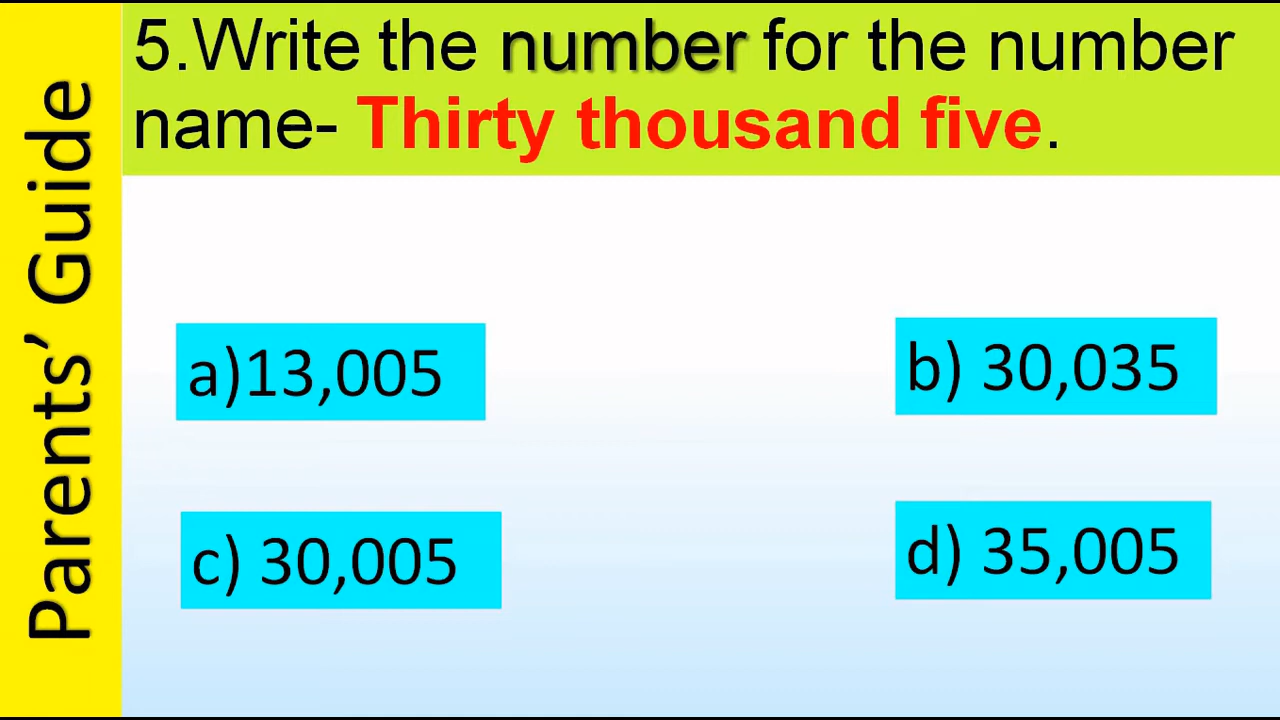 Parents’ Guide
5.Write the number for the number
name- Thirty thousand five.
a)13,005
b) 30,035
c) 30,005
d) 35,005